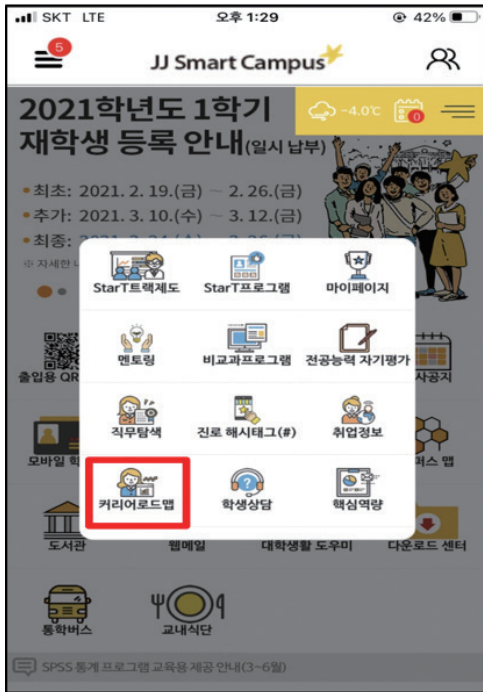 SKT LTE 오후 1:29 42%
5
JJ Smart Campus
2021학년도 1학기
-4.0℃ 0
재학생 등록 안내(일시 납부)
•최초: 2021. 2. 19.(금) ~ 2. 26.(금)
•추가: 2021. 3. 10.(수) ~ 3. 12.(금)
•최종:
※ 자세한
StarT트랙제도 StarT프로그램 마이페이지
멘토링 비교과프로그램 전공능력 자기평가
출입용 QR 사공지
직무탐색 진로 해시태그(#) 취업정보
모바일 학 퍼스 맵
커리어로드맵 학생상담 핵심역량
도서관 웹메일 대학생활 도우미 다운로드 센터
통학버스 교내식단
SPSS 통계 프로그램 교육용 제공 안내(3~6월)